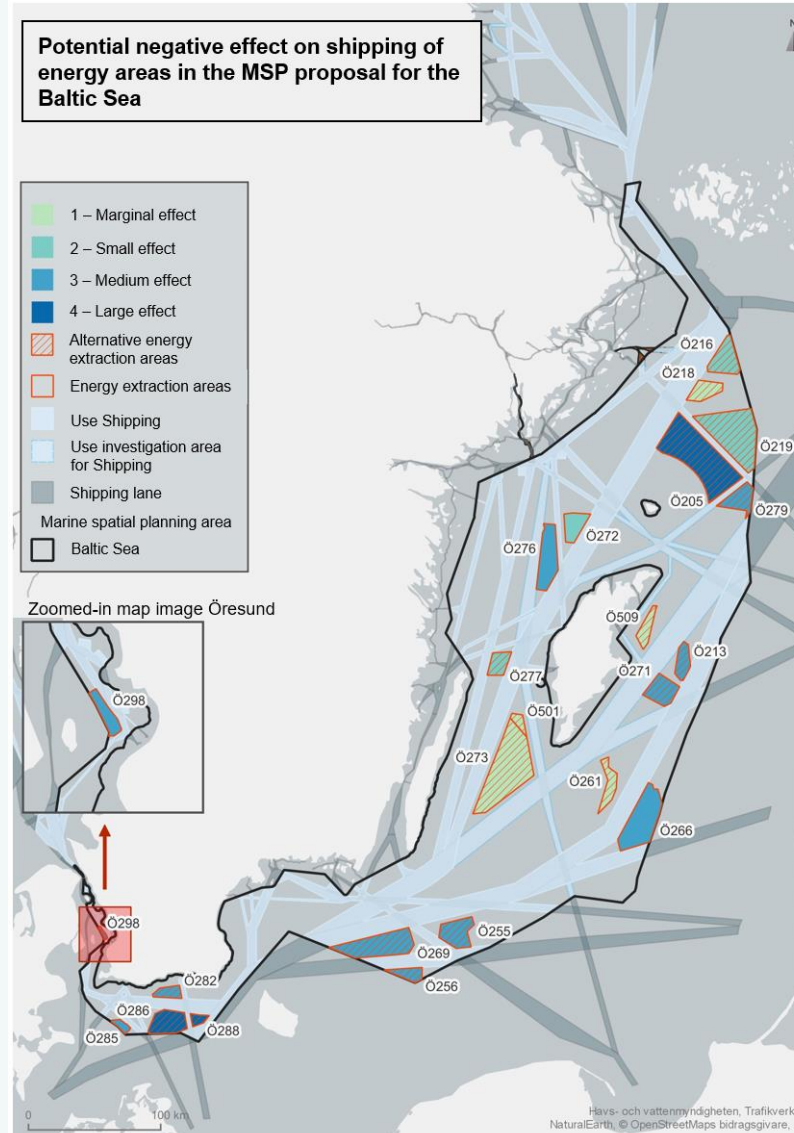 Potential negative effect on shipping of
energy areas in the MSP proposal for the
Baltic Sea
N
1 – Marginal effect
2 – Small effect
3 – Medium effect
4 – Large effect
Alternative energy
extraction areas
Energy extraction areas
Use Shipping
Use investigation area
for Shipping
Shipping lane
Marine spatial planning area
Baltic Sea
Zoomed-in map image Öresund
Ö298
Ö216
Ö218
Ö219
Ö205
Ö279
Ö272
Ö276
Ö509
Ö213
Ö271
Ö277
Ö501
Ö273
Ö261
Ö266
Ö298
Ö255
Ö269
Ö256
Ö282
Ö286
Ö288
Ö285
0
100 km
Havs- och vattenmyndigheten, Trafikverk
NaturalEarth, © OpenStreetMaps bidragsgivare,